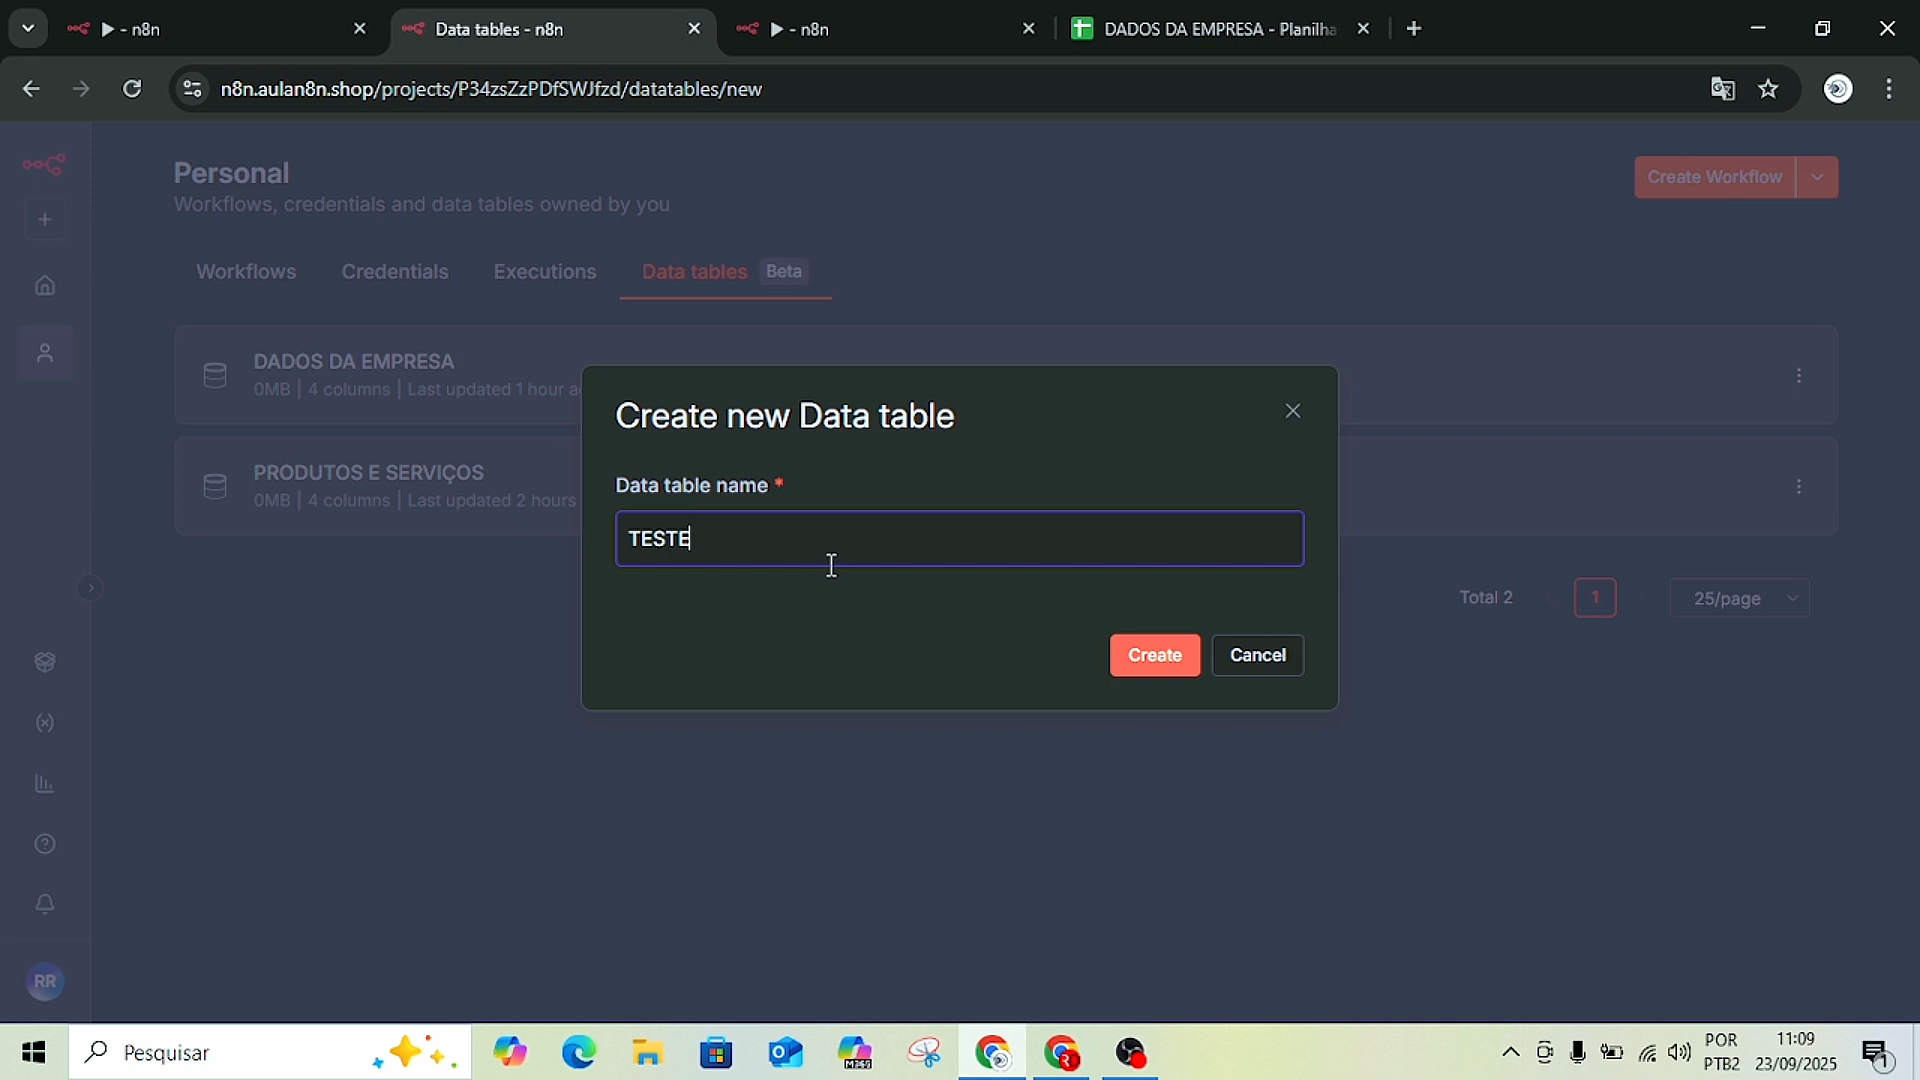 - n8n
Data tables - n8n
- n8n
DADOS DA EMPRESA - Planilha
n8n.aulan8n.shop/projects/P34zsZzPDfSWJfzd/datatables/new
Personal
Workflows, credentials and data tables owned by you
Create Workflow
Workflows
Credentials
Executions
Data tables
Beta
DADOS DA EMPRESA
0MB | 4 columns | Last updated 1 hour a
PRODUTOS E SERVIÇOS
0MB | 4 columns | Last updated 2 hours
Create new Data table
Data table name *
TESTE
Create
Cancel
Total 2
1
25/page
RR
Pesquisar
M365
POR
PTB2
11:09
23/09/2025
1